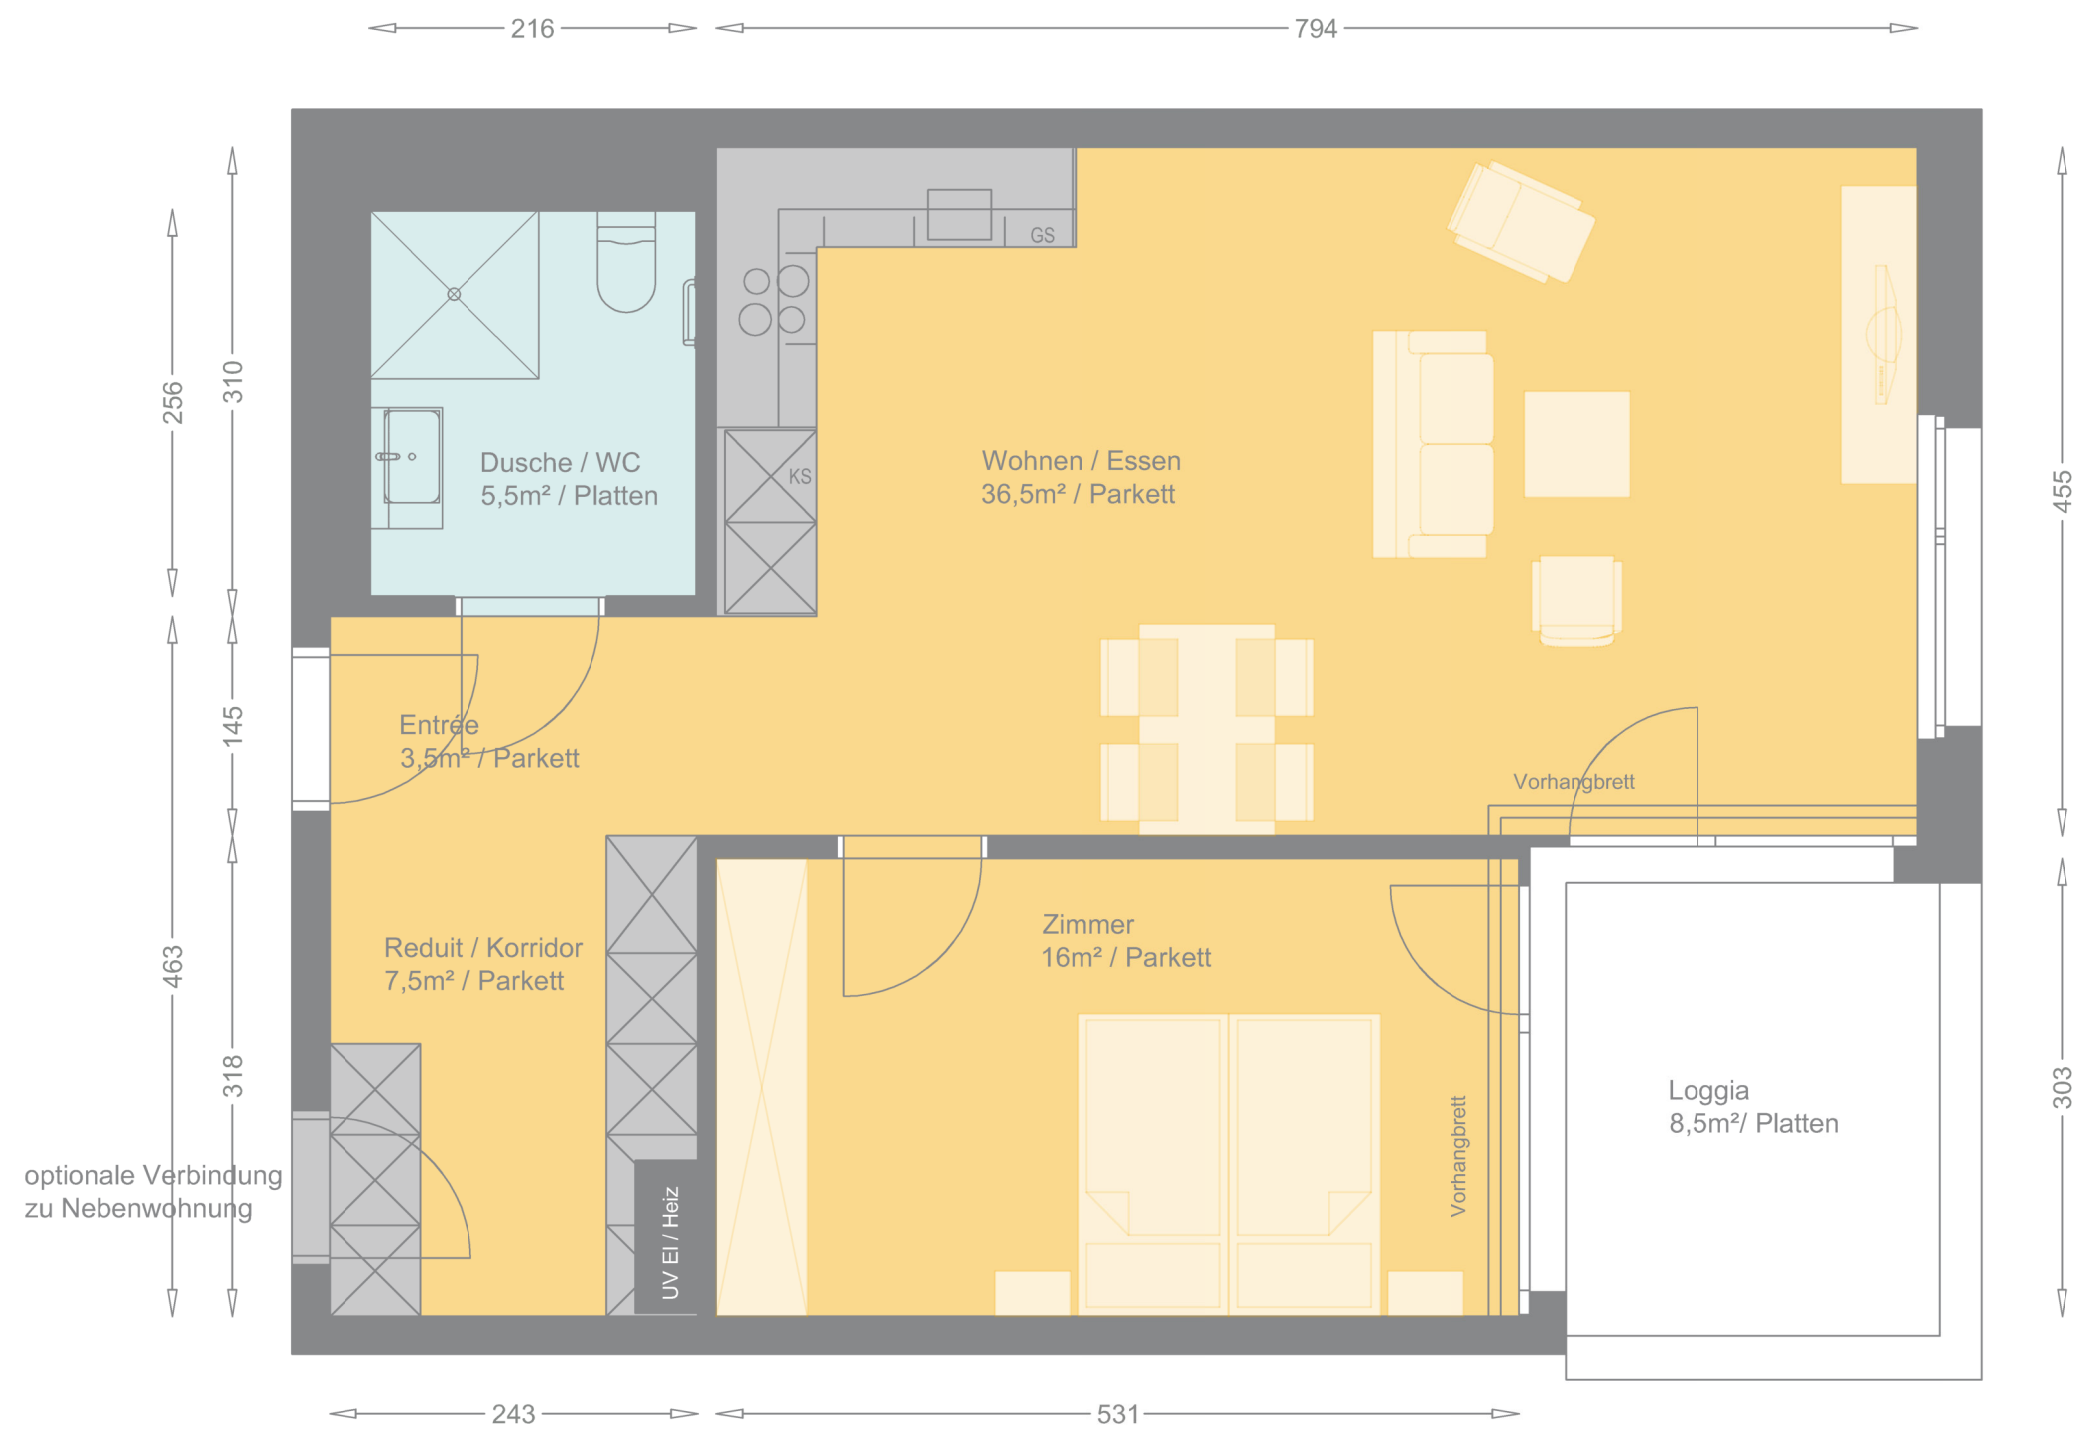 216
794
310
256
455
GS
KS
Dusche / WC
5,5m² / Platten
Wohnen / Essen
36,5m² / Parkett
145
Entrée
3,5m² / Parkett
Vorhangbrett
463
318
303
Reduit / Korridor
7,5m² / Parkett
Zimmer
16m² / Parkett
Vorhangbrett
Loggia
8,5m²/ Platten
optionale Verbindung
zu Nebenwohnung
UV El / Heiz
243
531